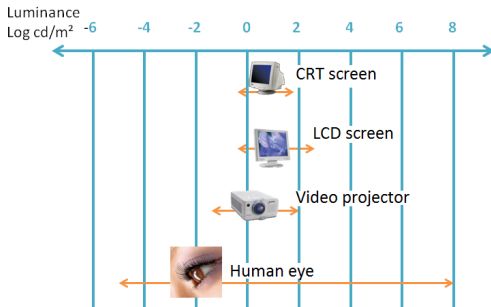 Luminance
Log cd/m² -6 -2 0 2 4 6 8
CRT screen
LCD screen
Video projector
Human eye